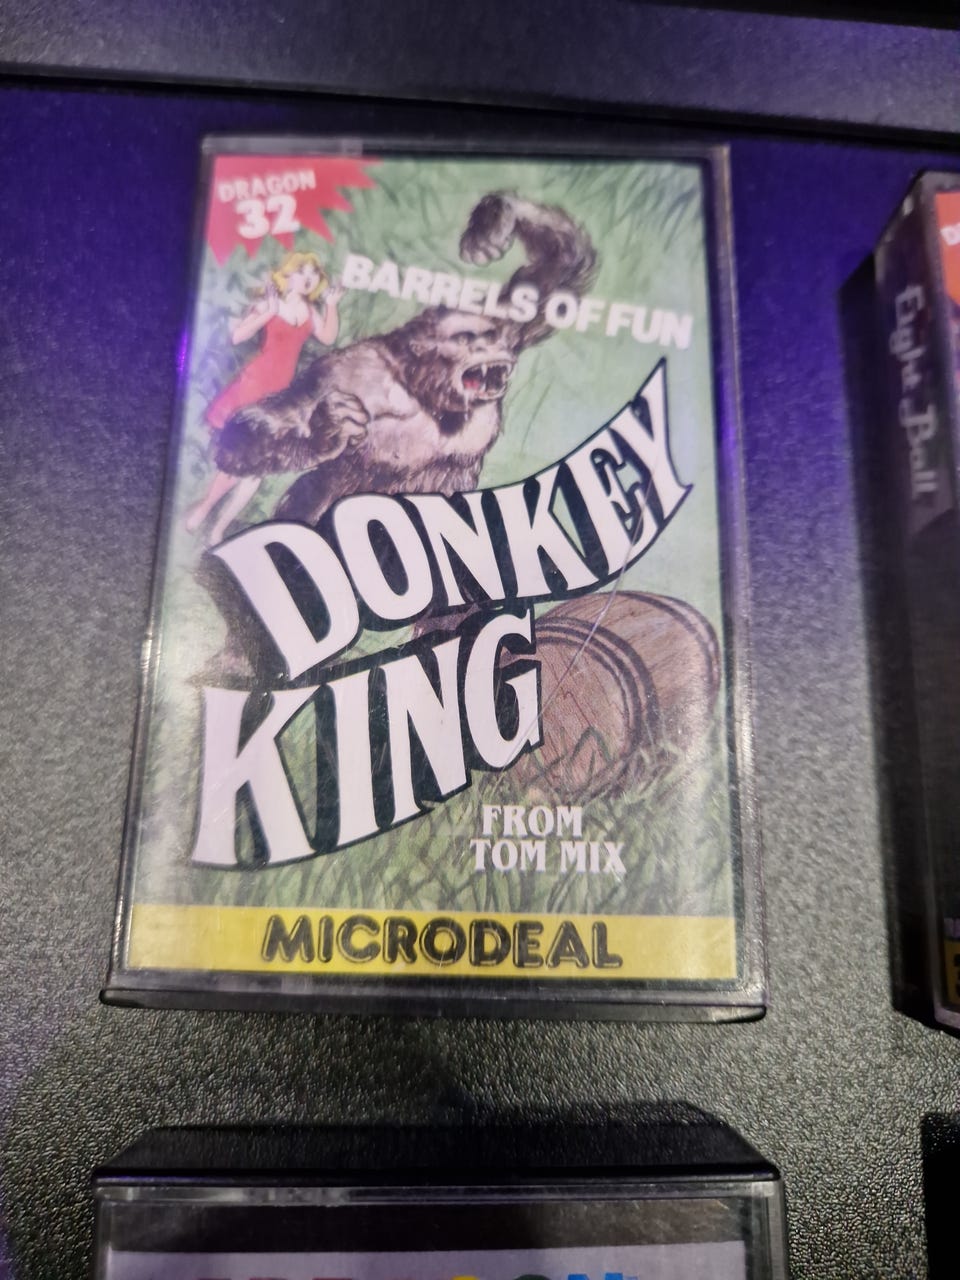 DRAGON
32
BARRELS OF FUN
DONKEY
KING
FROM
TOM MIX
MICRODEAL
Eight Ball